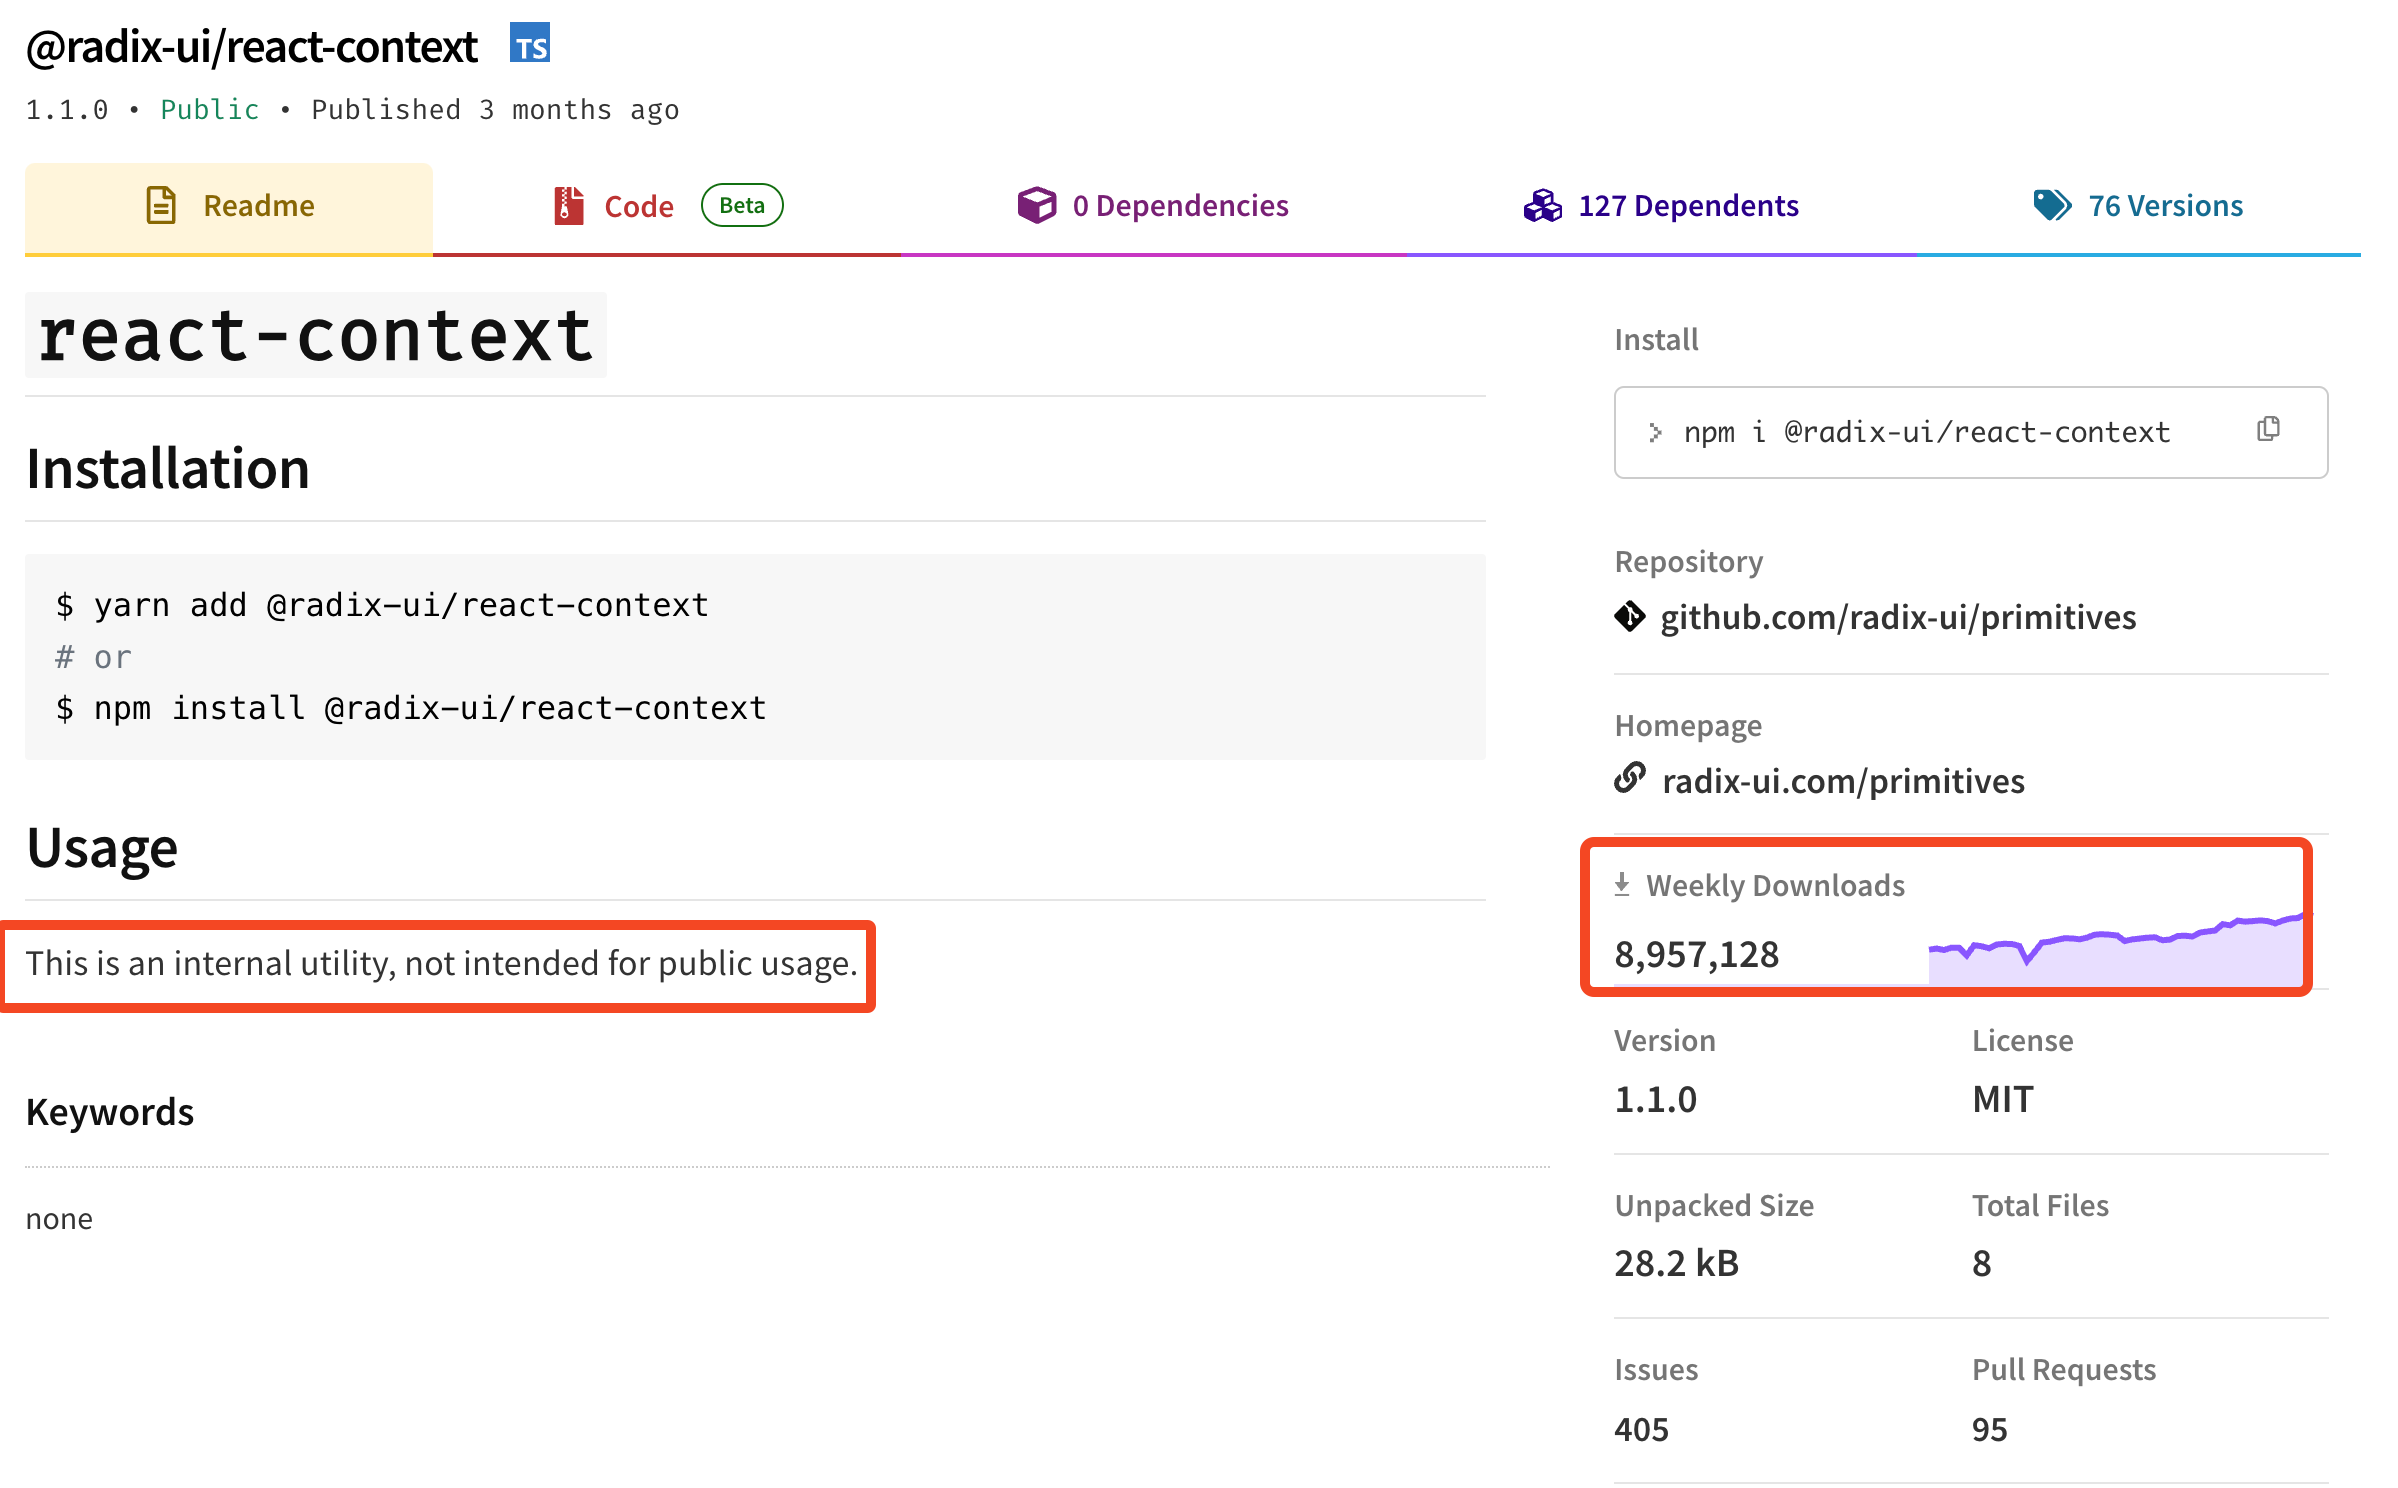 @radix-ui/react-context TS
1.1.0 • Public • Published 3 months ago
Readme
Code Beta
0 Dependencies
127 Dependents
76 Versions
react-context
Installation
$ yarn add @radix-ui/react-context
# or
$ npm install @radix-ui/react-context
Usage
This is an internal utility, not intended for public usage.
Keywords
none
Install
npm i @radix-ui/react-context
Repository
github.com/radix-ui/primitives
Homepage
radix-ui.com/primitives
Weekly Downloads
8,957,128
Version License
1.1.0 MIT
Unpacked Size Total Files
28.2 kB 8
Issues Pull Requests
405 95